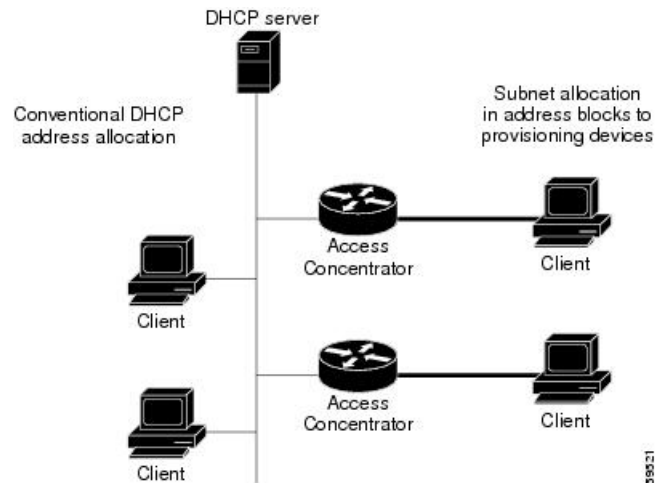 DHCP server
Conventional DHCP
address allocation
Subnet allocation
in address blocks to
provisioning devices
Access
Concentrator
Client
Client
Access
Concentrator
Client
Client
59521